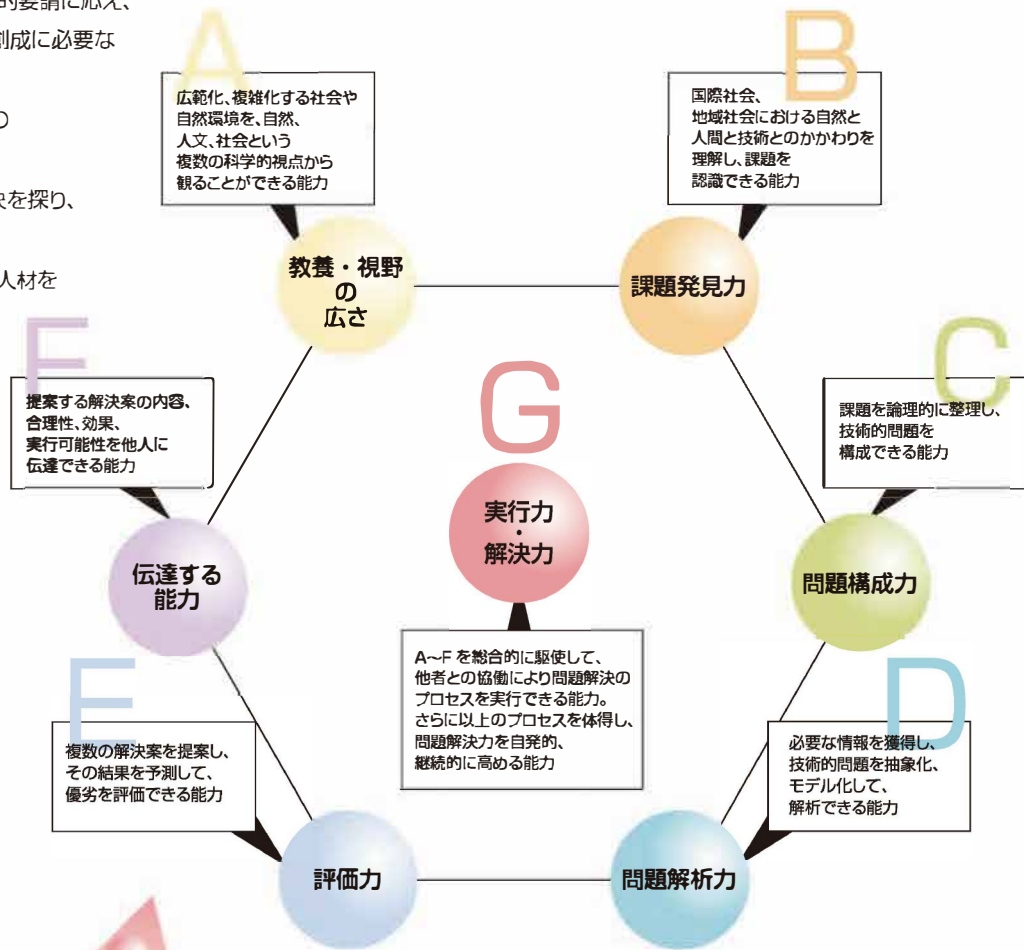 的要請に応え、
創成に必要な
の
を探り、
人材を
A
広範化、複雑化する社会や
自然環境を、自然、
人文、社会という
複数の科学的視点から
観ることができる能力
教養・視野
の
広さ
B
国際社会、
地域社会における自然と
人間と技術とのかかわりを
理解し、課題を
認識できる能力
課題発見力
C
課題を論理的に整理し、
技術的問題を
構成できる能力
問題構成力
D
必要な情報を獲得し、
技術的問題を抽象化、
モデル化して、
解析できる能力
問題解析力
E
複数の解決案を提案し、
その結果を予測して、
優劣を評価できる能力
評価力
F
提案する解決案の内容、
合理性、効果、
実行可能性を他人に
伝達できる能力
伝達する
能力
G
実行力
・
解決力
A〜F を総合的に駆使して、
他者との協働により問題解決の
プロセスを実行できる能力。
さらに以上のプロセスを体得し、
問題解決力を自発的、
継続的に高める能力